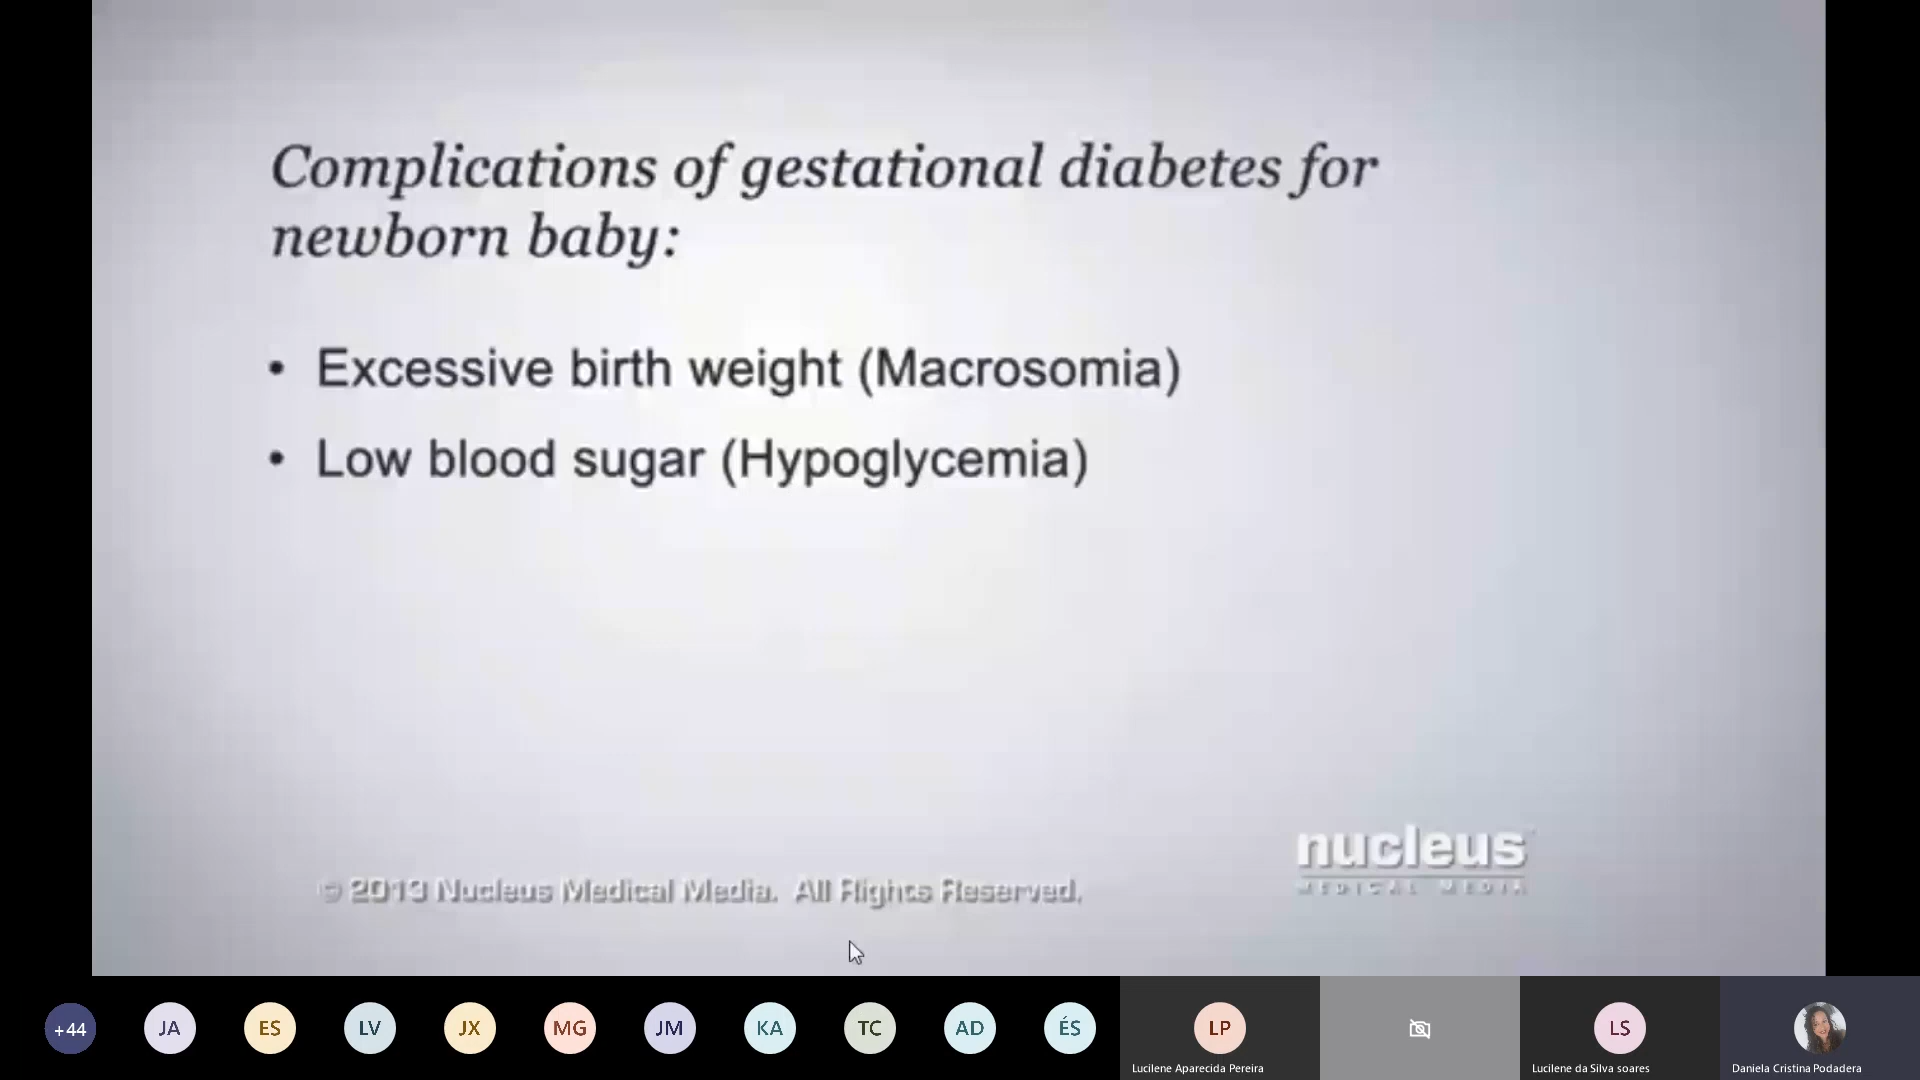 Complications of gestational diabetes for
newborn baby:
• Excessive birth weight (Macrosomia)
• Low blood sugar (Hypoglycemia)
nucleus
MEDICAL MEDIA
© 2013 Nucleus Medical Media. All Rights Reserved.
+44 JA ES LV JX MG JM KA TC AD ÉS LP LS
Lucilene Aparecida Pereira Lucilene da Silva soares Daniela Cristina Podadera